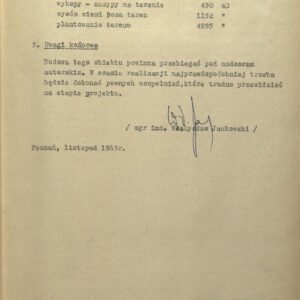 wykopy - nasypy na terenie 450 m3
wywóz ziemi poza teren 1152 "
plantowanie terenu 4995 "
5. Uwagi końcowe
Budowa tego obiektu powinna przebiegać pod nadzorem
autorskim. W czasie realizacji najprawdopodobniej trzeba
będzie dokonać pewnych uzupełnień, które trudno przewidzieć
na etapie projektu.
/ mgr inż. Władysław Jankowski /
Poznań, listopad 1983r.